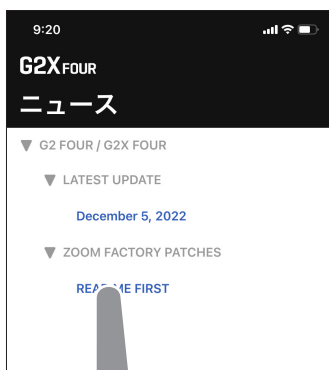 9:20
G2X FOUR
ニュース
▼ G2 FOUR / G2X FOUR
▼ LATEST UPDATE
December 5, 2022
▼ ZOOM FACTORY PATCHES
READ ME FIRST